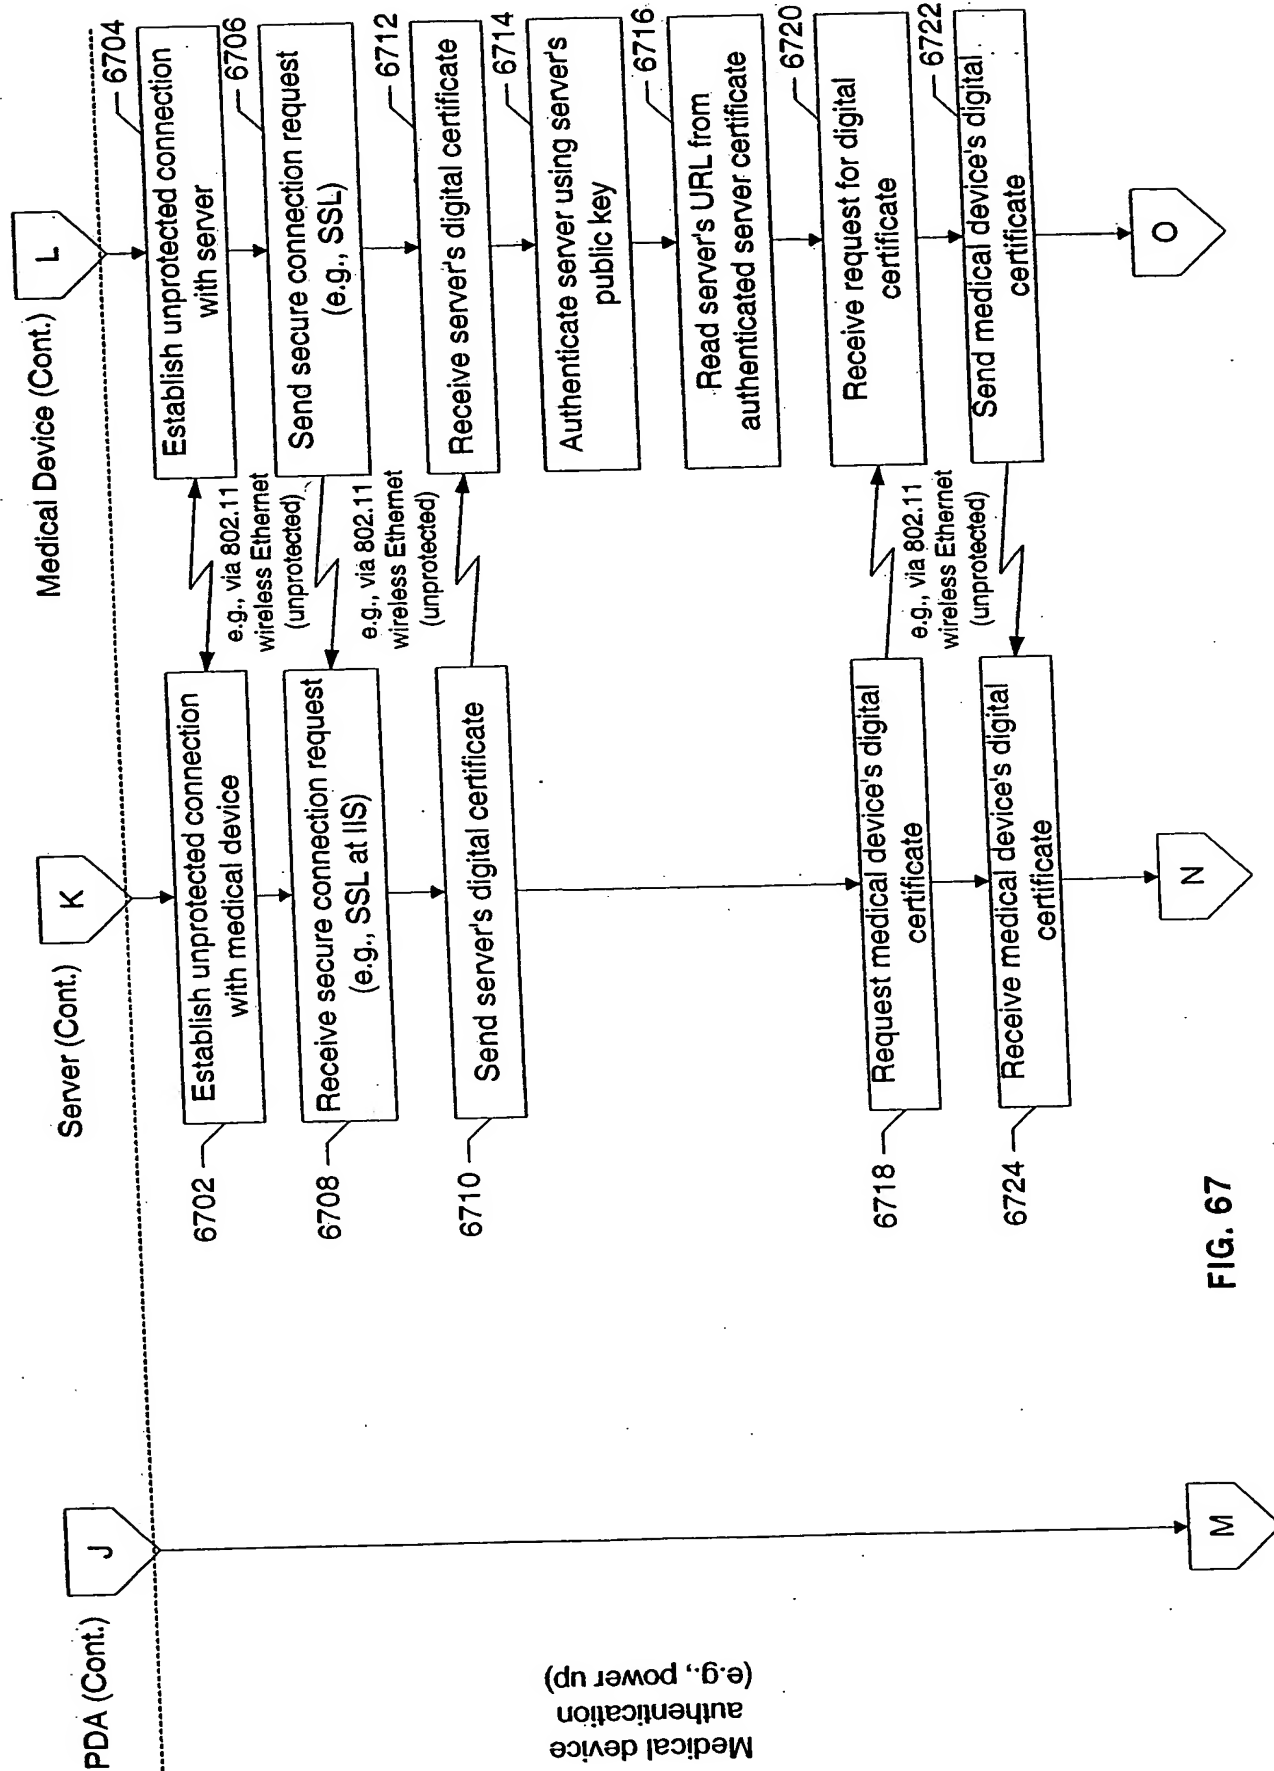 PDA (Cont.)
Server (Cont.)
Medical Device (Cont.)
J
K
L
Medical device
authentication
(e.g., power up)
6702
Establish unprotected connection
with medical device
e.g., via 802.11
wireless Ethernet
(unprotected)
Establish unprotected connection
with server
6704
6708
Receive secure connection request
(e.g., SSL at IIS)
e.g., via 802.11
wireless Ethernet
(unprotected)
Send secure connection request
(e.g., SSL)
6706
6710
Send server's digital certificate
Receive server's digital certificate
6712
Authenticate server using server's
public key
6714
Read server's URL from
authenticated server certificate
6716
6718
Request medical device's digital
certificate
e.g., via 802.11
wireless Ethernet
(unprotected)
Receive request for digital
certificate
6720
6724
Receive medical device's digital
certificate
Send medical device's digital
certificate
6722
M
N
O
FIG. 67